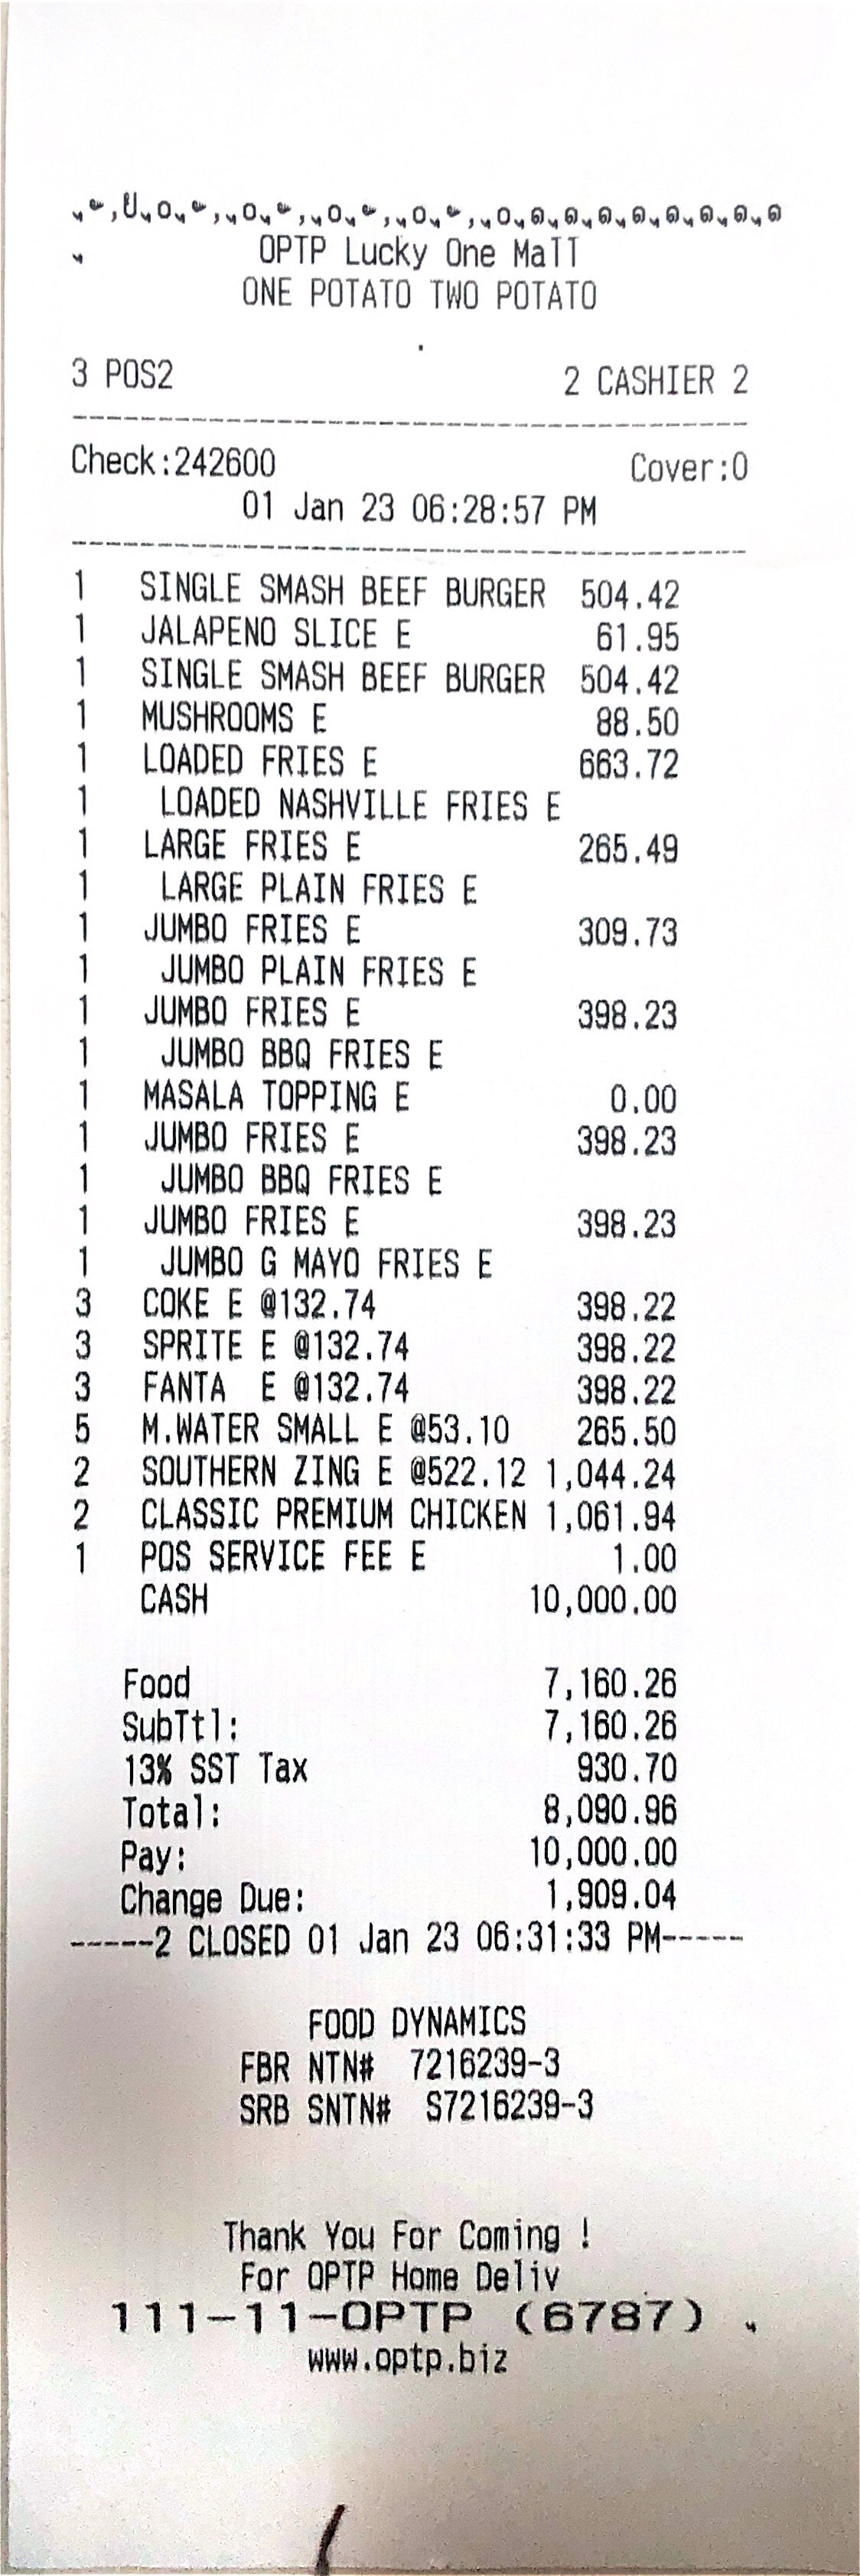 OPTP Lucky One Mall
ONE POTATO TWO POTATO
3 POS2 2 CASHIER 2
Check:242600 Cover:0
01 Jan 23 06:28:57 PM
1 SINGLE SMASH BEEF BURGER 504.42
1 JALAPENO SLICE E 61.95
1 SINGLE SMASH BEEF BURGER 504.42
1 MUSHROOMS E 88.50
1 LOADED FRIES E 663.72
1 LOADED NASHVILLE FRIES E
1 LARGE FRIES E 265.49
1 LARGE PLAIN FRIES E
1 JUMBO FRIES E 309.73
1 JUMBO PLAIN FRIES E
1 JUMBO FRIES E 398.23
1 JUMBO BBQ FRIES E
1 MASALA TOPPING E 0.00
1 JUMBO FRIES E 398.23
1 JUMBO BBQ FRIES E
1 JUMBO FRIES E 398.23
1 JUMBO G MAYO FRIES E
3 COKE E @132.74 398.22
3 SPRITE E @132.74 398.22
3 FANTA E @132.74 398.22
5 M.WATER SMALL E @53.10 265.50
2 SOUTHERN ZING E @522.12 1,044.24
2 CLASSIC PREMIUM CHICKEN 1,061.94
1 POS SERVICE FEE E 1.00
CASH 10,000.00
Food 7,160.26
SubTtl: 7,160.26
13% SST Tax 930.70
Total: 8,090.96
Pay: 10,000.00
Change Due: 1,909.04
-----2 CLOSED 01 Jan 23 06:31:33 PM-----
FOOD DYNAMICS
FBR NTN# 7216239-3
SRB SNTN# S7216239-3
Thank You For Coming !
For OPTP Home Deliv
111-11-OPTP (6787)
www.optp.biz